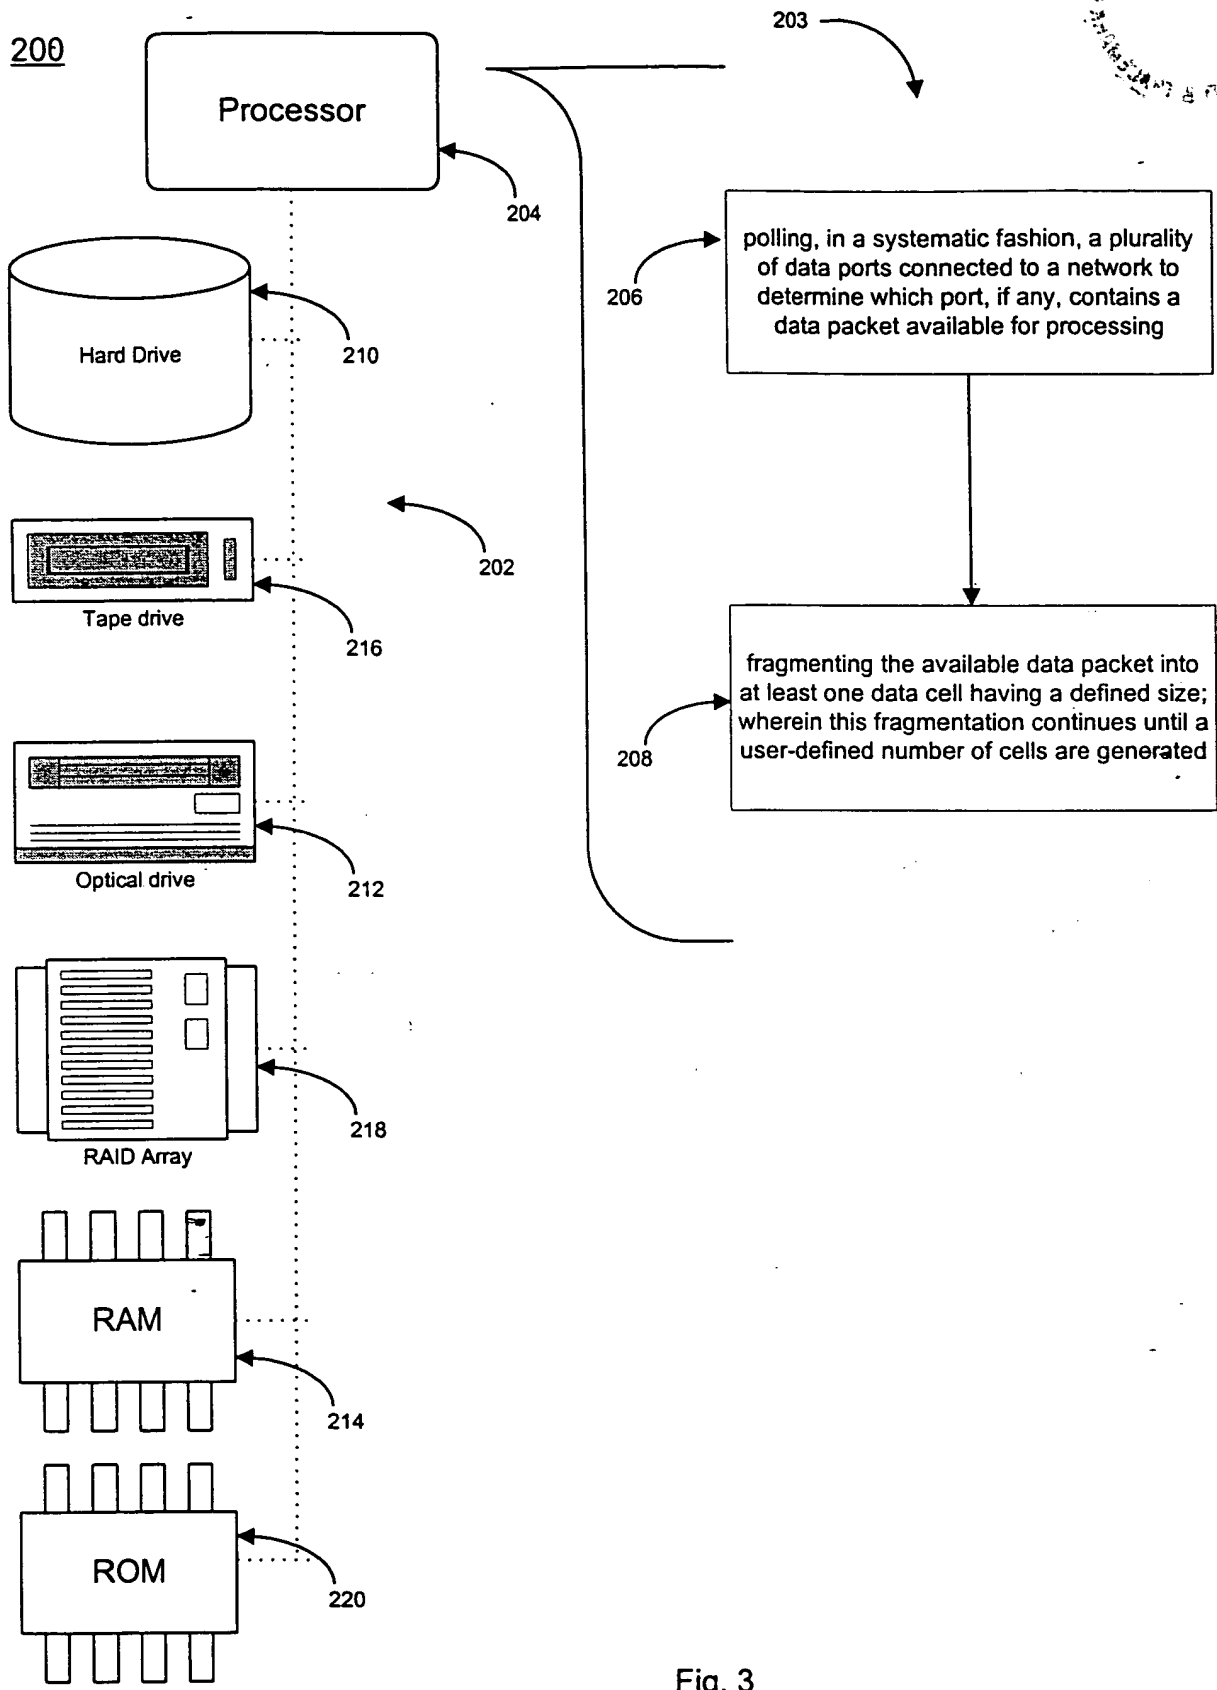 200
203
Processor
204
polling, in a systematic fashion, a plurality
of data ports connected to a network to
determine which port, if any, contains a
data packet available for processing
206
Hard Drive
210
202
Tape drive
216
fragmenting the available data packet into
at least one data cell having a defined size;
wherein this fragmentation continues until a
user-defined number of cells are generated
208
Optical drive
212
RAID Array
218
RAM
214
ROM
220
Fig. 3